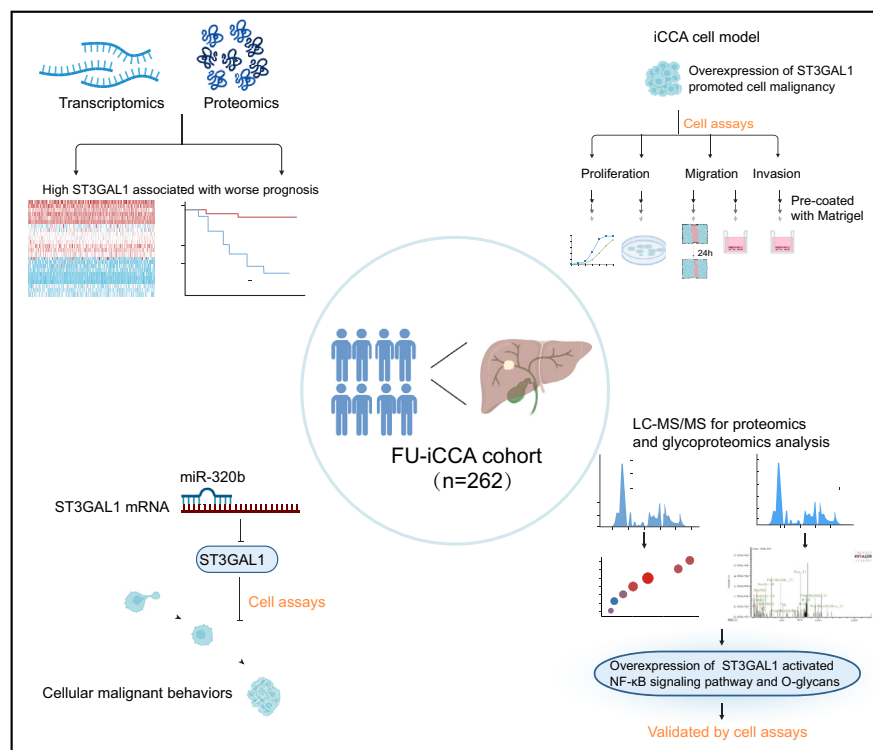 Transcriptomics
Proteomics
High ST3GAL1 associated with worse prognosis
iCCA cell model
Overexpression of ST3GAL1
promoted cell malignancy
Cell assays
Proliferation
Migration
Invasion
Pre-coated
with Matrigel
24h
FU-iCCA cohort
(n=262)
miR-320b
ST3GAL1 mRNA
ST3GAL1
Cell assays
Cellular malignant behaviors
LC-MS/MS for proteomics
and glycoproteomics analysis
Overexpression of ST3GAL1 activated
NF-κB signaling pathway and O-glycans
Validated by cell assays